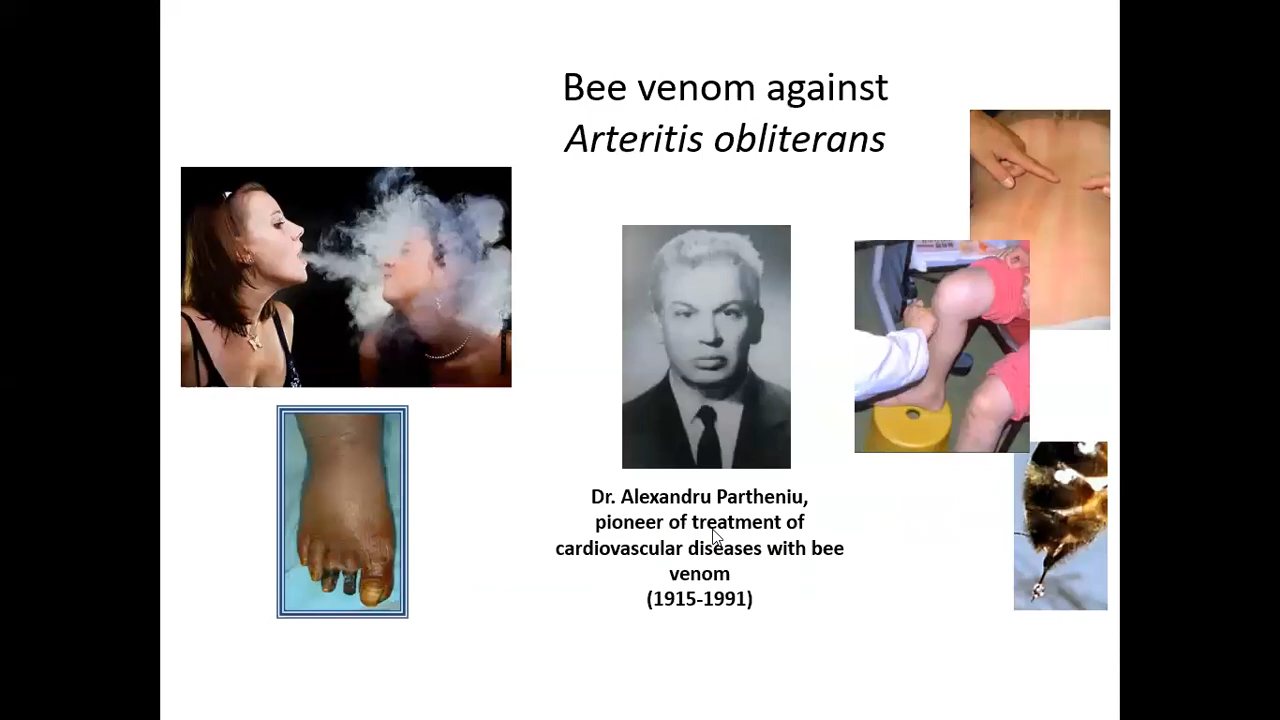 Bee venom against
Arteritis obliterans
Dr. Alexandru Partheniu,
pioneer of treatment of
cardiovascular diseases with bee
venom
(1915-1991)